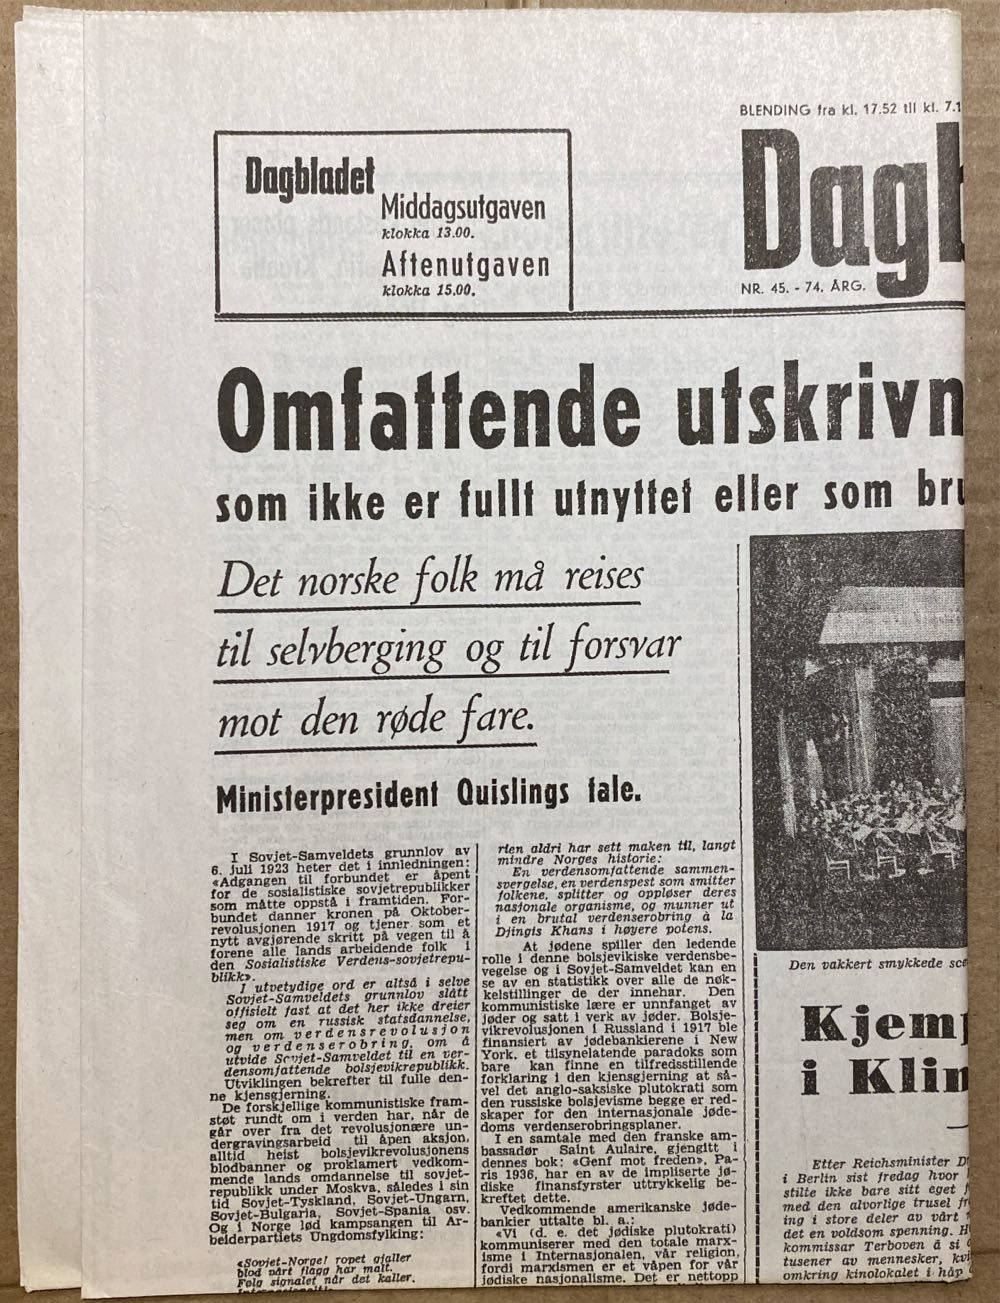 BLENDING fra kl. 17.52 til kl. 7.1
Dagbladet
Middagsutgaven
klokka 13.00.
Aftenutgaven
klokka 15.00.
Dagb
NR. 45. - 74. ÅRG.
Omfattende utskrivn
som ikke er fullt utnyttet eller som bru
Det norske folk må reises
til selvberging og til forsvar
mot den røde fare.
Ministerpresident Quislings tale.
I Sovjet-Samveldets grunnlov av
6. juli 1923 heter det i innledningen:
«Adgangen til forbundet er åpent
for de sosialistiske sovjetrepublikker
som måtte oppstå i framtiden. For-
bundet danner kronen på Oktober-
revolusjonen 1917 og tjener som et
nytt avgjørende skritt på vegen til å
forene alle lands arbeidende folk i
den Sosialistiske Verdens-sovjetrepu-
blikk».
I utvetydige ord er altså i selve
Sovjet-Samveldets grunnlov slått
offisielt fast at det her ikke dreier
seg om en russisk statsdannelse,
men om verdensrevolusjon
og verdenserobring, om å
utvide Sovjet-Samveldet til en ver-
densomfattende bolsjevikrepublikk.
Utviklingen bekrefter til fulle den-
ne kjensgjerning.
De forskjellige kommunistiske fram-
støt rundt om i verden har, når de
går over fra det revolusjonære un-
dergravingsarbeid til åpen aksjon,
alltid heist bolsjevikrevolusjonens
blodbanner og proklamert vedkom-
mende lands omdannelse til sovjet-
republikk under Moskva, således i sin
tid Sovjet-Tyskland, Sovjet-Ungarn,
Sovjet-Bulgaria, Sovjet-Spania osv.
Og i Norge lød kampsangen til Ar-
beiderpartiets Ungdomsfylking:
«Sovjet-Norge! ropet gjaller
blod vårt flagg har malt.
Følg signalet når det kaller.
rien aldri har sett maken til, langt
mindre Norges historie:
En verdensomfattende sammen-
svergelse, en verdenspest som smitter
folkene, splitter og oppløser deres
nasjonale organisme, og munner ut
i en brutal verdenserobring à la
Djingis Khans i høyere potens.
At jødene spiller den ledende
rolle i denne bolsjevikiske verdensbe-
vegelse og i Sovjet-Samveldet kan en
se av en statistikk over alle de nøk-
kelstillinger de der innehar. Den
kommunistiske lære er unnfanget av
jøder og satt i verk av jøder. Bolsje-
vikrevolusjonen i Russland i 1917 ble
finansiert av jødebankierene i New
York, et tilsynelatende paradoks som
bare kan finne en tilfredsstillende
forklaring i den kjensgjerning at så-
vel det anglo-saksiske plutokrati som
den russiske bolsjevisme begge er red-
skaper for den internasjonale jøde-
doms verdenserobringsplaner.
I en samtale med den franske am-
bassadør Saint Aulaire, gjengitt i
dennes bok: «Genf mot freden», Pa-
ris 1936, har en av de impliserte jø-
diske finansfyrster uttrykkelig be-
kreftet dette.
Vedkommende amerikanske jøde-
bankier uttalte bl. a.:
«Vi (d. e. det jødiske plutokrati)
kommuniserer med den totale marx-
isme i Internasjonalen, vår religion,
fordi marxismen er et våpen for vår
jødiske nasjonalisme. Det er nettopp
Den vakkert smykkede sce
Kjemp
i Klin
Etter Reichsminister D
i Berlin sist fredag hvor
stilte ikke bare sitt eget
med den alvorlige trusel
ing i store deler av vårt
det en voldsom spenning. H
kommissar Terboven å si
tusener av mennesker, kvi
omkring kinolokalet i håp